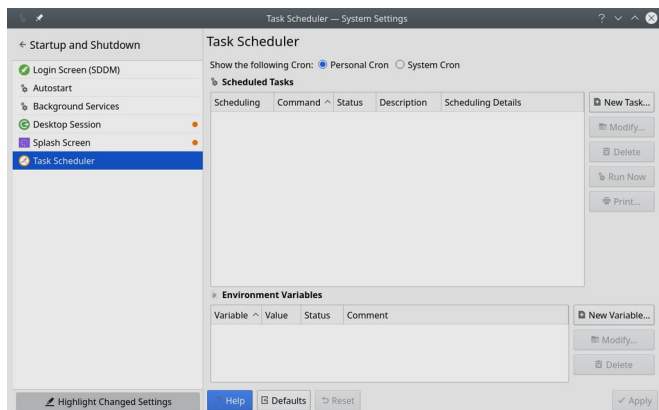 Task Scheduler — System Settings
Startup and Shutdown
Login Screen (SDDM)
Autostart
Background Services
Desktop Session
Splash Screen
Task Scheduler
Highlight Changed Settings
Task Scheduler
Show the following Cron: Personal Cron System Cron
Scheduled Tasks
Scheduling Command Status Description Scheduling Details
New Task...
Modify...
Delete
Run Now
Print...
Environment Variables
Variable Value Status Comment
New Variable...
Modify...
Delete
Help Defaults Reset Apply